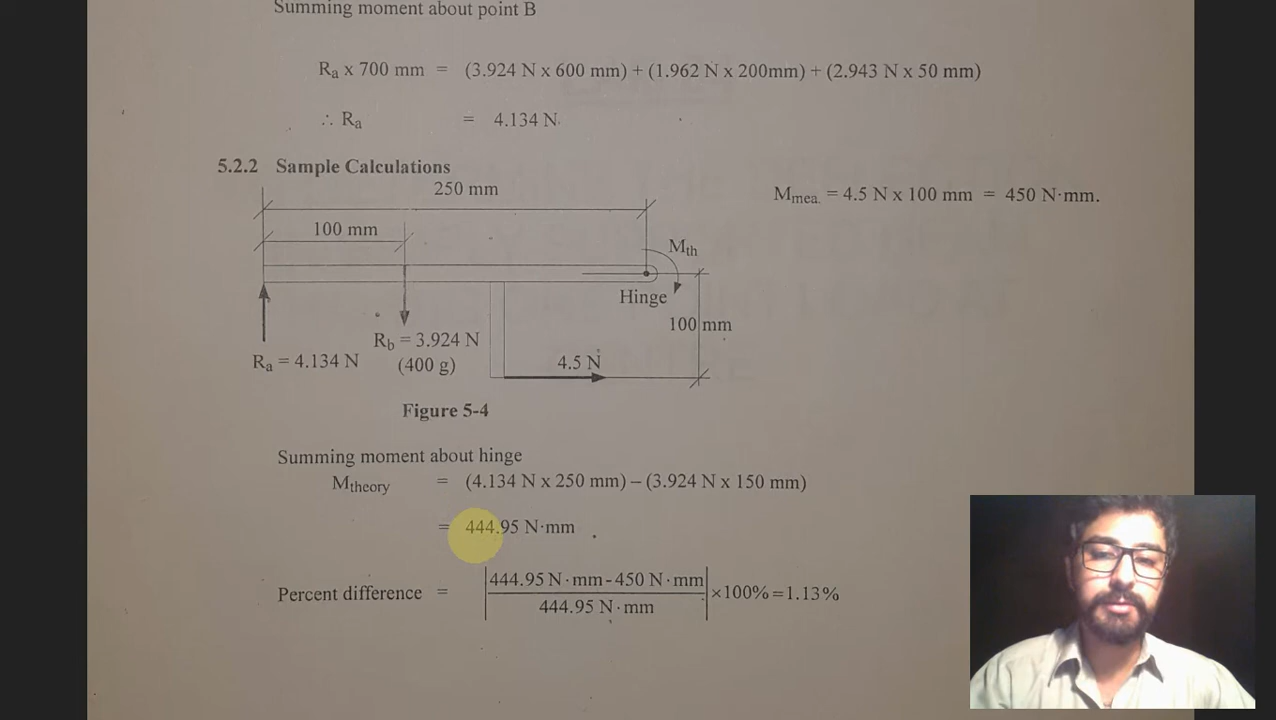 Summing moment about point B
Ra x 700 mm = (3.924 N x 600 mm) + (1.962 N x 200mm) + (2.943 N x 50 mm)
∴ Ra = 4.134 N
5.2.2 Sample Calculations
250 mm
Mmea. = 4.5 N x 100 mm = 450 N·mm.
100 mm
Mth
Hinge
100 mm
Rb = 3.924 N
Ra = 4.134 N
(400 g)
4.5 N
Figure 5-4
Summing moment about hinge
Mtheory = (4.134 N x 250 mm) – (3.924 N x 150 mm)
= 444.95 N·mm
Percent difference = |444.95 N·mm-450 N·mm
444.95 N·mm| ×100%=1.13%